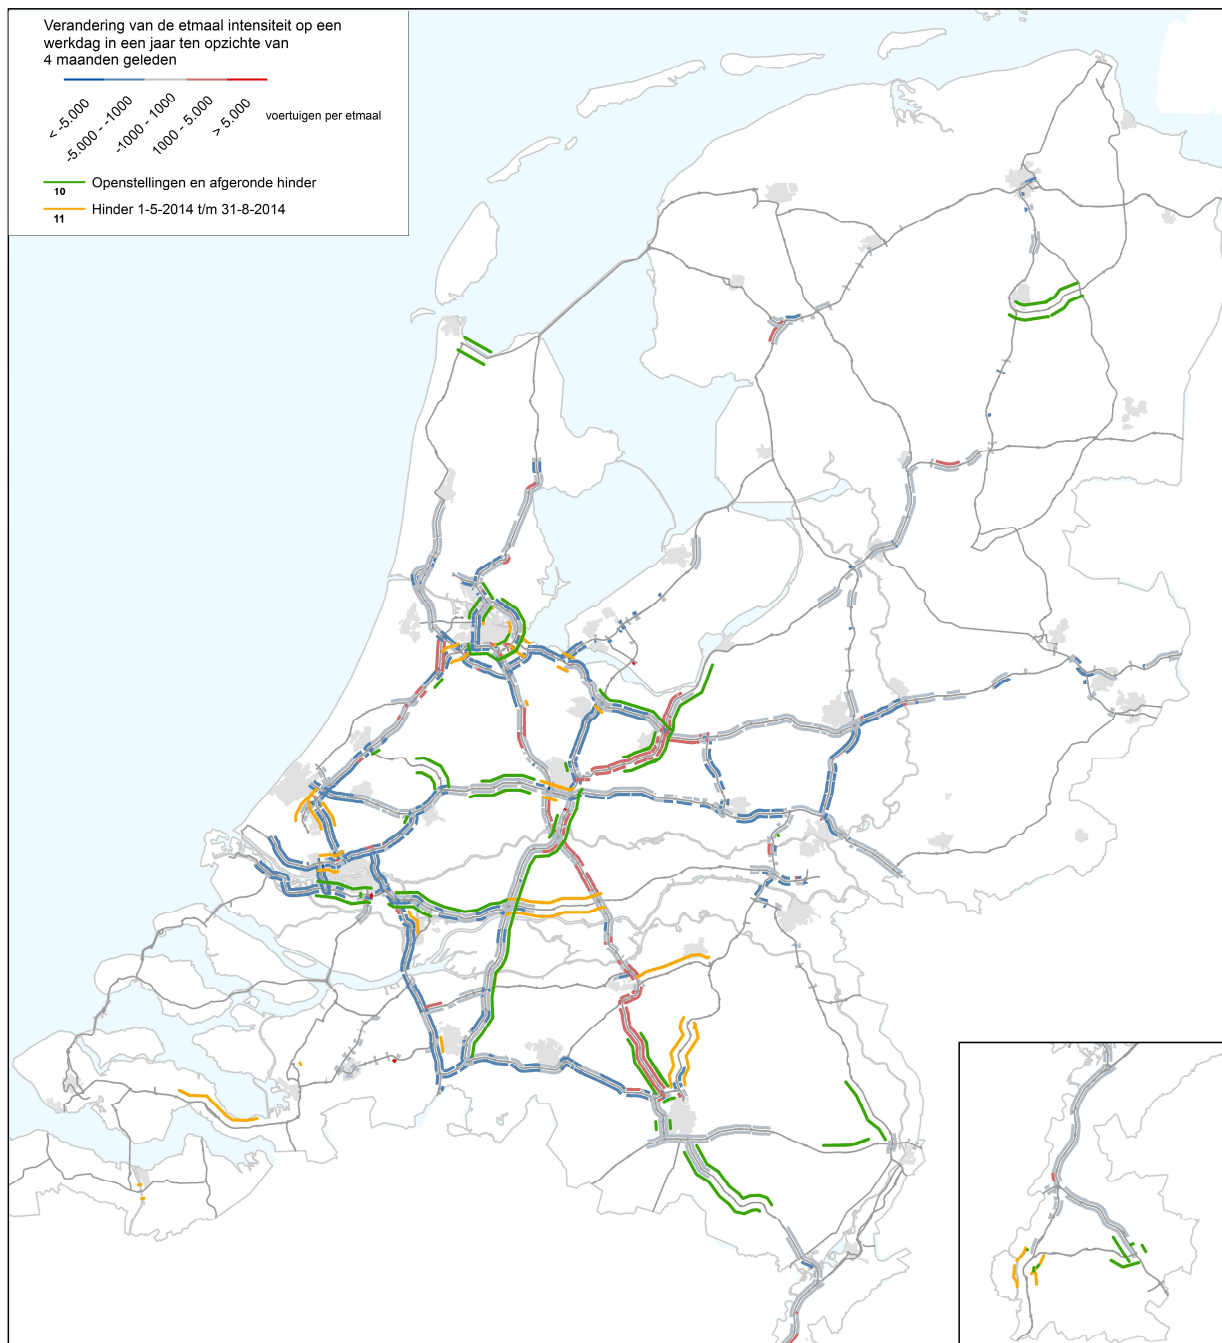 Verandering van de etmaal intensiteit op een
werkdag in een jaar ten opzichte van
4 maanden geleden
< -5.000
-5.000 - -1000
-1000 - 1000
1000 - 5.000
> 5.000
voertuigen per etmaal
10 Openstellingen en afgeronde hinder
11 Hinder 1-5-2014 t/m 31-8-2014